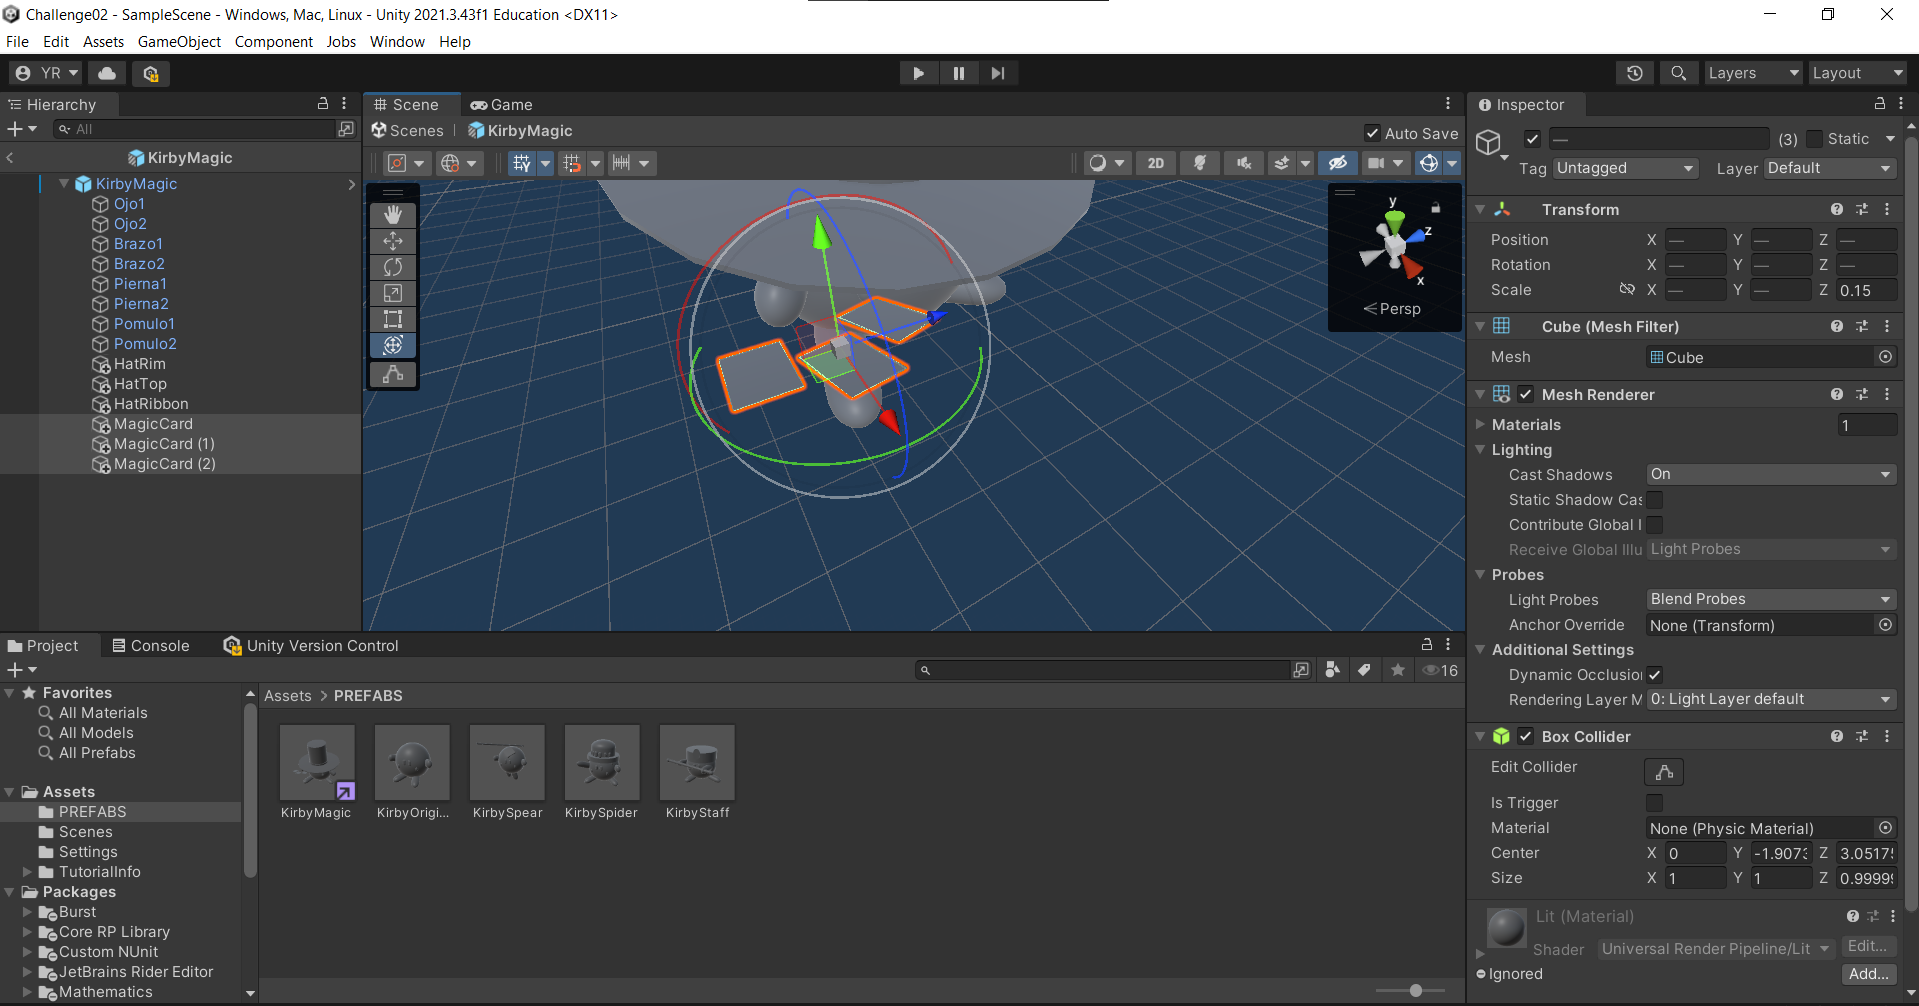 Challenge02 - SampleScene - Windows, Mac, Linux - Unity 2021.3.43f1 Education <DX11>
File Edit Assets GameObject Component Jobs Window Help
YR Layers Layout
Hierarchy
All
KirbyMagic
KirbyMagic
Ojo1
Ojo2
Brazo1
Brazo2
Pierna1
Pierna2
Pomulo1
Pomulo2
HatRim
HatTop
HatRibbon
MagicCard
MagicCard (1)
MagicCard (2)
Scene Game
Scenes | KirbyMagic Auto Save
2D
y
z
x
<Persp
Inspector
— (3) Static
Tag Untagged Layer Default
Transform
Position X — Y — Z —
Rotation X — Y — Z —
Scale X — Y — Z 0.15
Cube (Mesh Filter)
Mesh Cube
Mesh Renderer
Materials 1
Lighting
Cast Shadows On
Static Shadow Cas
Contribute Global I
Receive Global Illu Light Probes
Probes
Light Probes Blend Probes
Anchor Override None (Transform)
Additional Settings
Dynamic Occlusion
Rendering Layer M 0: Light Layer default
Box Collider
Edit Collider
Is Trigger
Material None (Physic Material)
Center X 0 Y -1.9073 Z 3.0517
Size X 1 Y 1 Z 0.9999
Lit (Material)
Shader Universal Render Pipeline/Lit Edit...
Ignored Add...
Project Console Unity Version Control
16
Favorites
All Materials
All Models
All Prefabs
Assets
PREFABS
Scenes
Settings
TutorialInfo
Packages
Burst
Core RP Library
Custom NUnit
JetBrains Rider Editor
Mathematics
Assets > PREFABS
KirbyMagic KirbyOrigi... KirbySpear KirbySpider KirbyStaff